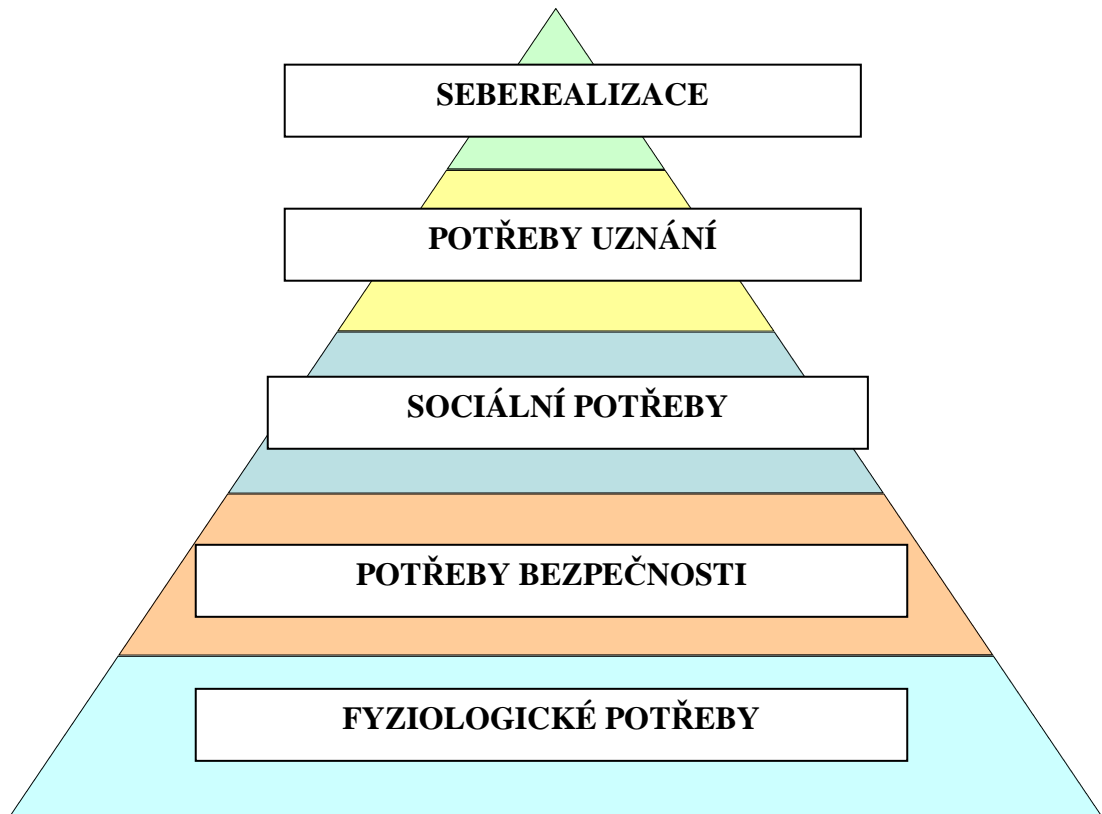 SEBEREALIZACE
POTŘEBY UZNÁNÍ
SOCIÁLNÍ POTŘEBY
POTŘEBY BEZPEČNOSTI
FYZIOLOGICKÉ POTŘEBY